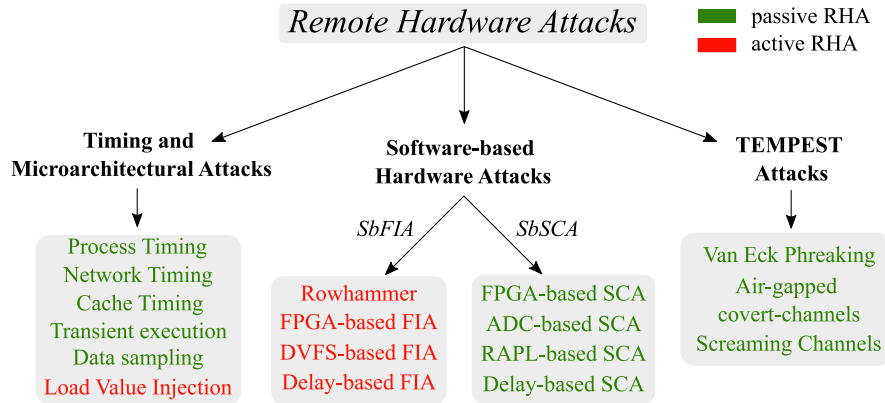 Remote Hardware Attacks
passive RHA
active RHA
Timing and
Microarchitectural Attacks
Software-based
Hardware Attacks
TEMPEST
Attacks
SbFIA
SbSCA
Process Timing
Network Timing
Cache Timing
Transient execution
Data sampling
Load Value Injection
Rowhammer
FPGA-based FIA
DVFS-based FIA
Delay-based FIA
FPGA-based SCA
ADC-based SCA
RAPL-based SCA
Delay-based SCA
Van Eck Phreaking
Air-gapped
covert-channels
Screaming Channels